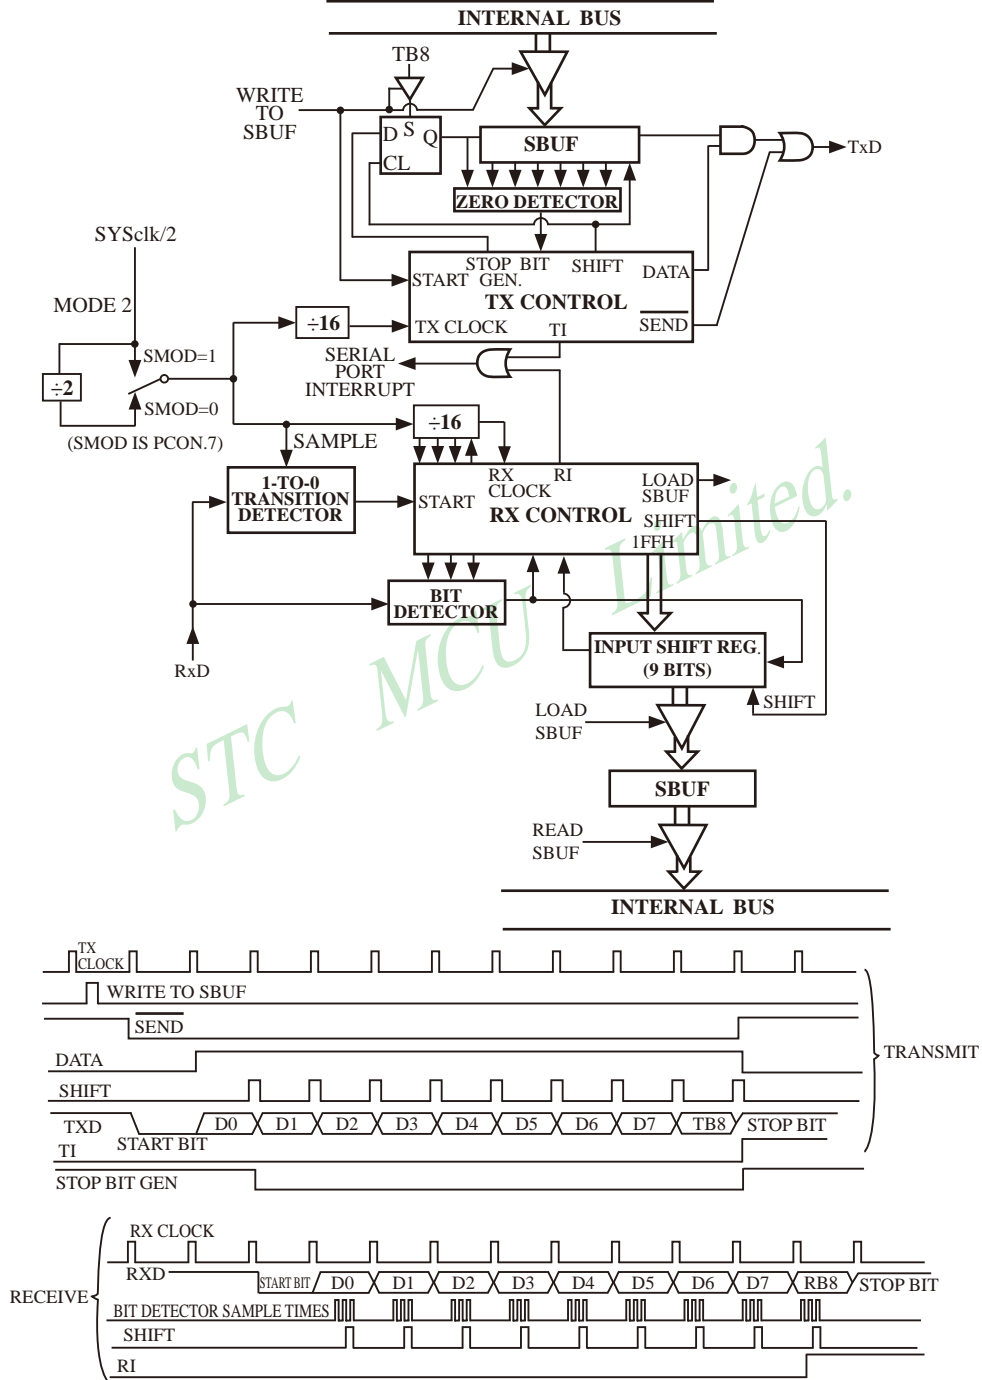 INTERNAL BUS
TB8
WRITE
TO
SBUF
D S Q
CL
SBUF
TxD
ZERO DETECTOR
SYSclk/2
STOP BIT
GEN.
SHIFT
DATA
START
TX CONTROL
MODE 2
÷16
TX CLOCK
TI
SEND
SERIAL
PORT
INTERRUPT
SMOD=1
÷2
SMOD=0
(SMOD IS PCON.7)
SAMPLE
÷16
1-TO-0
TRANSITION
DETECTOR
START
RX
CLOCK
RI
LOAD
SBUF
RX CONTROL
SHIFT
1FFH
BIT
DETECTOR
RxD
INPUT SHIFT REG.
(9 BITS)
SHIFT
LOAD
SBUF
SBUF
READ
SBUF
INTERNAL BUS
STC MCU Limited.
TX
CLOCK
WRITE TO SBUF
SEND
DATA
TRANSMIT
SHIFT
TXD
START BIT
D0 D1 D2 D3 D4 D5 D6 D7 TB8 STOP BIT
TI
STOP BIT GEN
RX CLOCK
RXD
START BIT D0 D1 D2 D3 D4 D5 D6 D7 RB8 STOP BIT
RECEIVE
BIT DETECTOR SAMPLE TIMES
SHIFT
RI